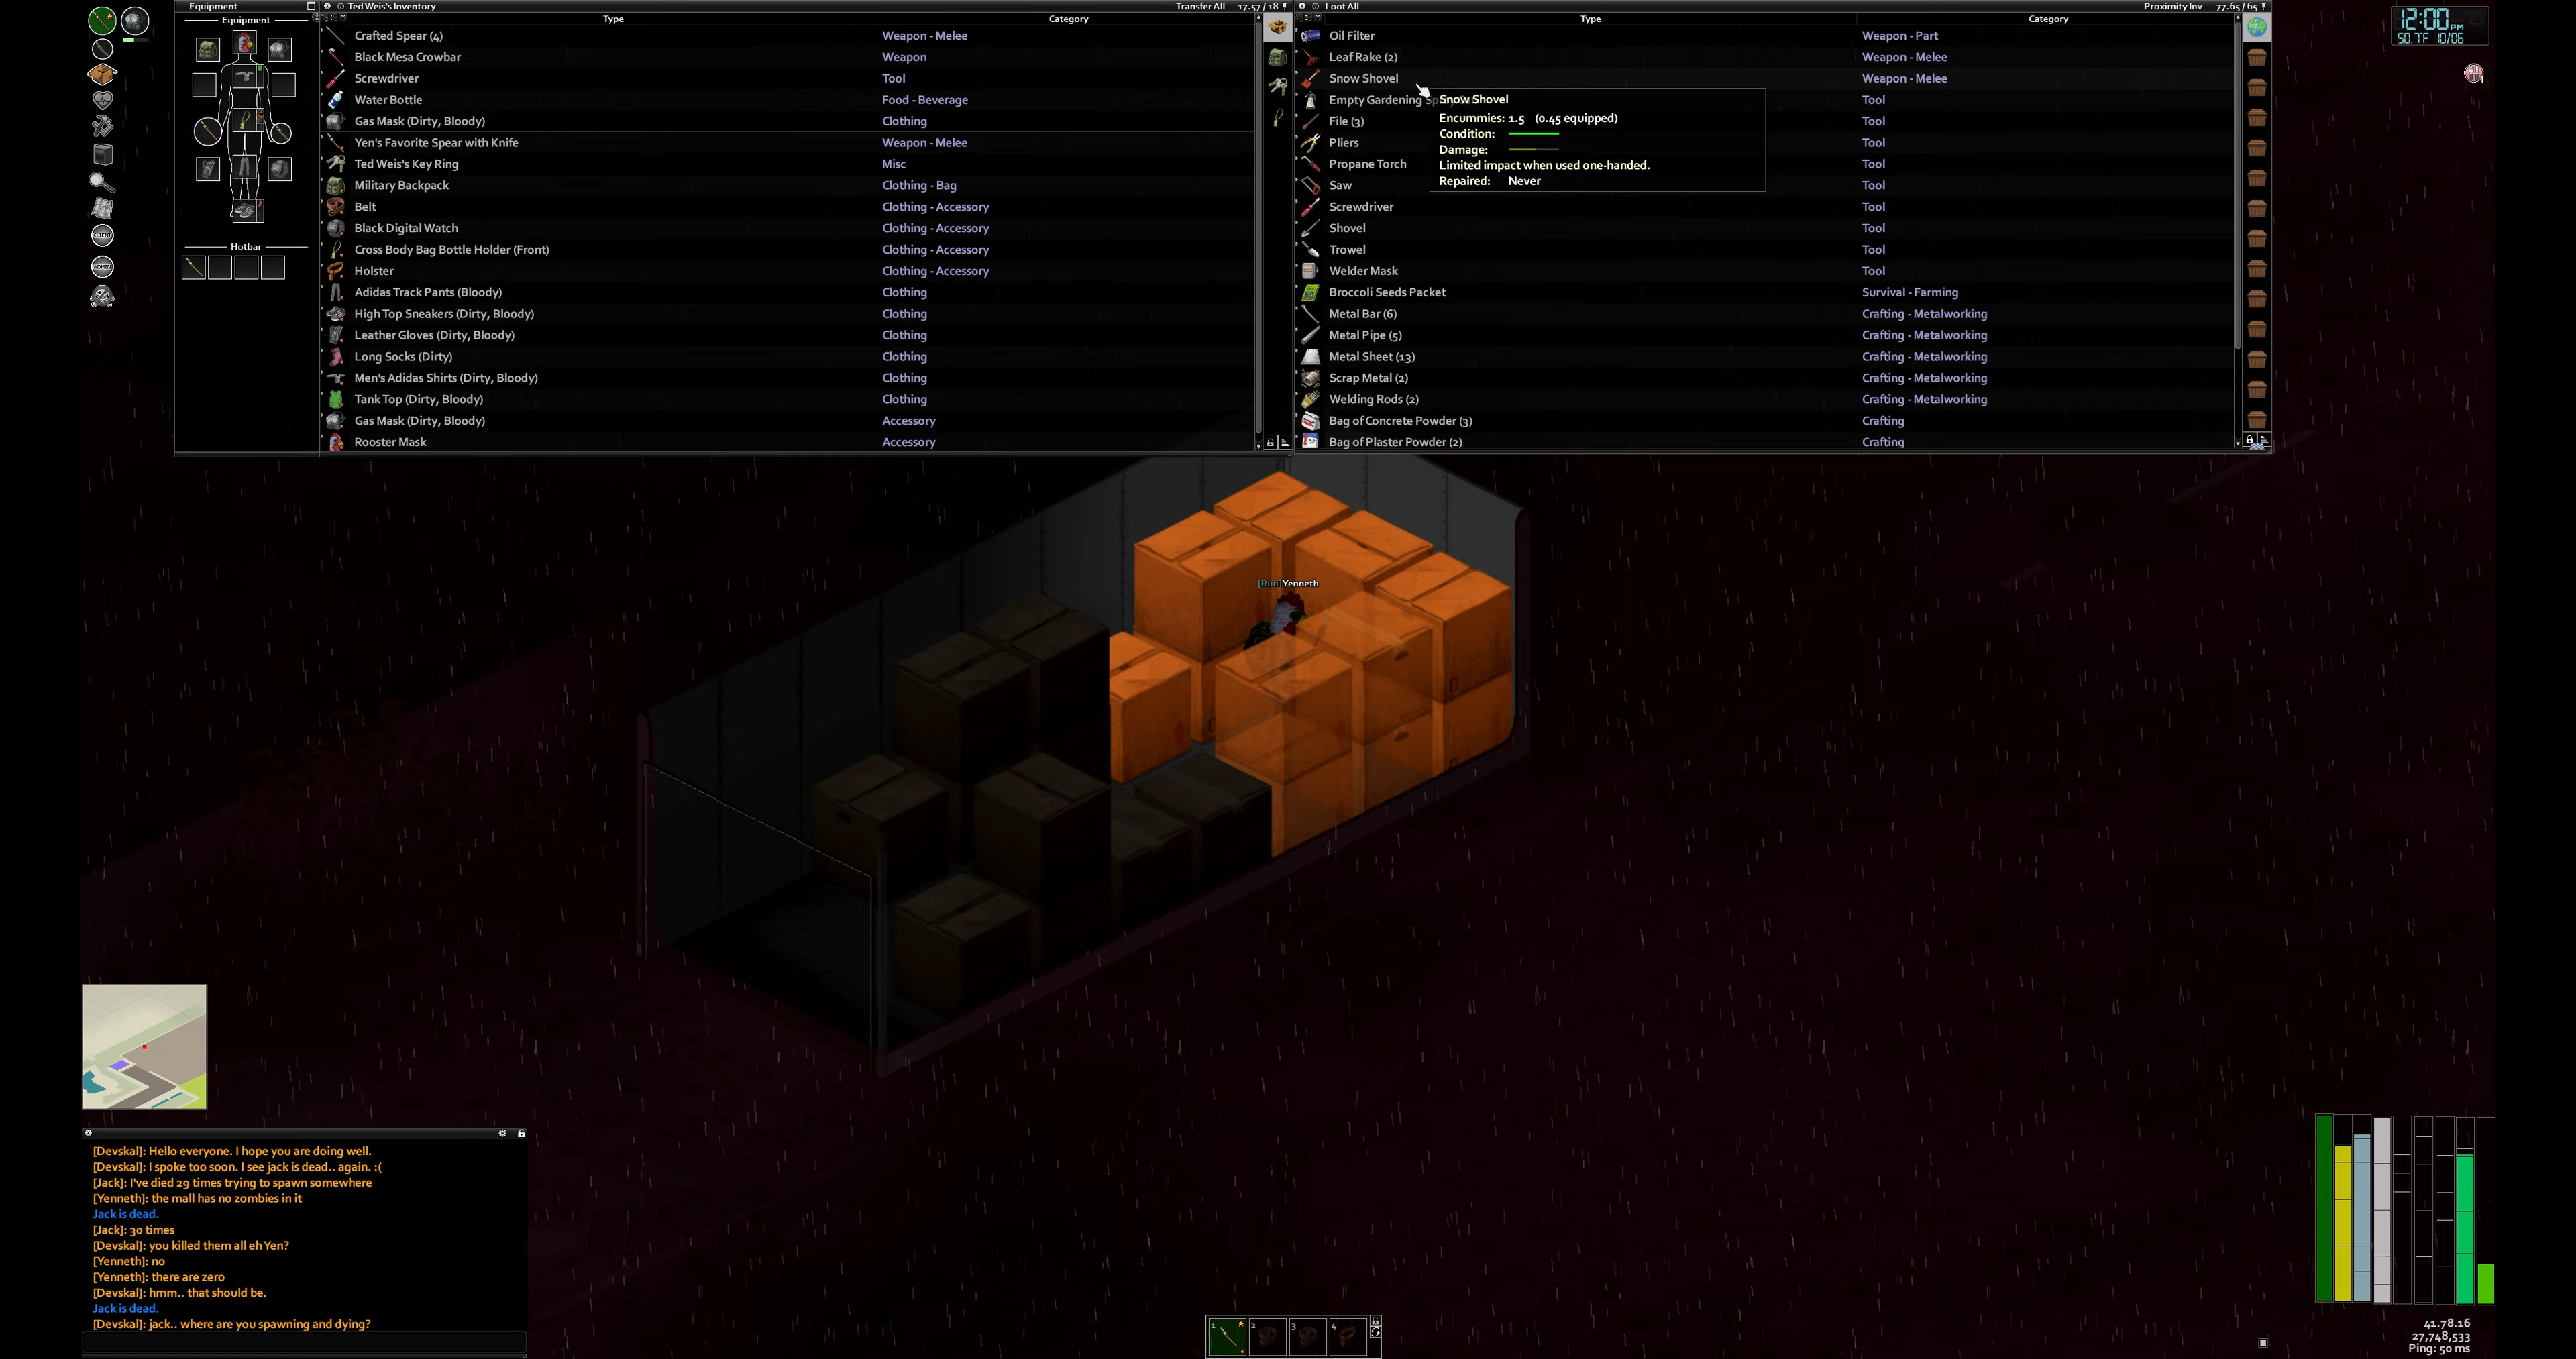 Equipment
Equipment
Hotbar
Ted Weis's Inventory Transfer All 17.57 / 18
Type Category
Crafted Spear (4) Weapon - Melee
Black Mesa Crowbar Weapon
Screwdriver Tool
Water Bottle Food - Beverage
Gas Mask (Dirty, Bloody) Clothing
Yen's Favorite Spear with Knife Weapon - Melee
Ted Weis's Key Ring Misc
Military Backpack Clothing - Bag
Belt Clothing - Accessory
Black Digital Watch Clothing - Accessory
Cross Body Bag Bottle Holder (Front) Clothing - Accessory
Holster Clothing - Accessory
Adidas Track Pants (Bloody) Clothing
High Top Sneakers (Dirty, Bloody) Clothing
Leather Gloves (Dirty, Bloody) Clothing
Long Socks (Dirty) Clothing
Men's Adidas Shirts (Dirty, Bloody) Clothing
Tank Top (Dirty, Bloody) Clothing
Gas Mask (Dirty, Bloody) Accessory
Rooster Mask Accessory
Loot All Proximity Inv 77.65 / 65
Type Category
Oil Filter Weapon - Part
Leaf Rake (2) Weapon - Melee
Snow Shovel Weapon - Melee
Empty Gardening Tool
File (3) Tool
Pliers Tool
Propane Torch Tool
Saw Tool
Screwdriver Tool
Shovel Tool
Trowel Tool
Welder Mask Tool
Broccoli Seeds Packet Survival - Farming
Metal Bar (6) Crafting - Metalworking
Metal Pipe (5) Crafting - Metalworking
Metal Sheet (13) Crafting - Metalworking
Scrap Metal (2) Crafting - Metalworking
Welding Rods (2) Crafting - Metalworking
Bag of Concrete Powder (3) Crafting
Bag of Plaster Powder (2) Crafting
Snow Shovel
Encummies: 1.5 (0.45 equipped)
Condition:
Damage:
Limited impact when used one-handed.
Repaired: Never
12:00 PM
50.7°F 10/06
[Run]Yenneth
[Devskal]: Hello everyone. I hope you are doing well.
[Devskal]: I spoke too soon. I see jack is dead.. again. :(
[Jack]: I've died 29 times trying to spawn somewhere
[Yenneth]: the mall has no zombies in it
Jack is dead.
[Jack]: 30 times
[Devskal]: you killed them all eh Yen?
[Yenneth]: no
[Yenneth]: there are zero
[Devskal]: hmm.. that should be.
Jack is dead.
[Devskal]: jack.. where are you spawning and dying?
1 2 3 4
41.78.16
27,748,533
Ping: 50 ms